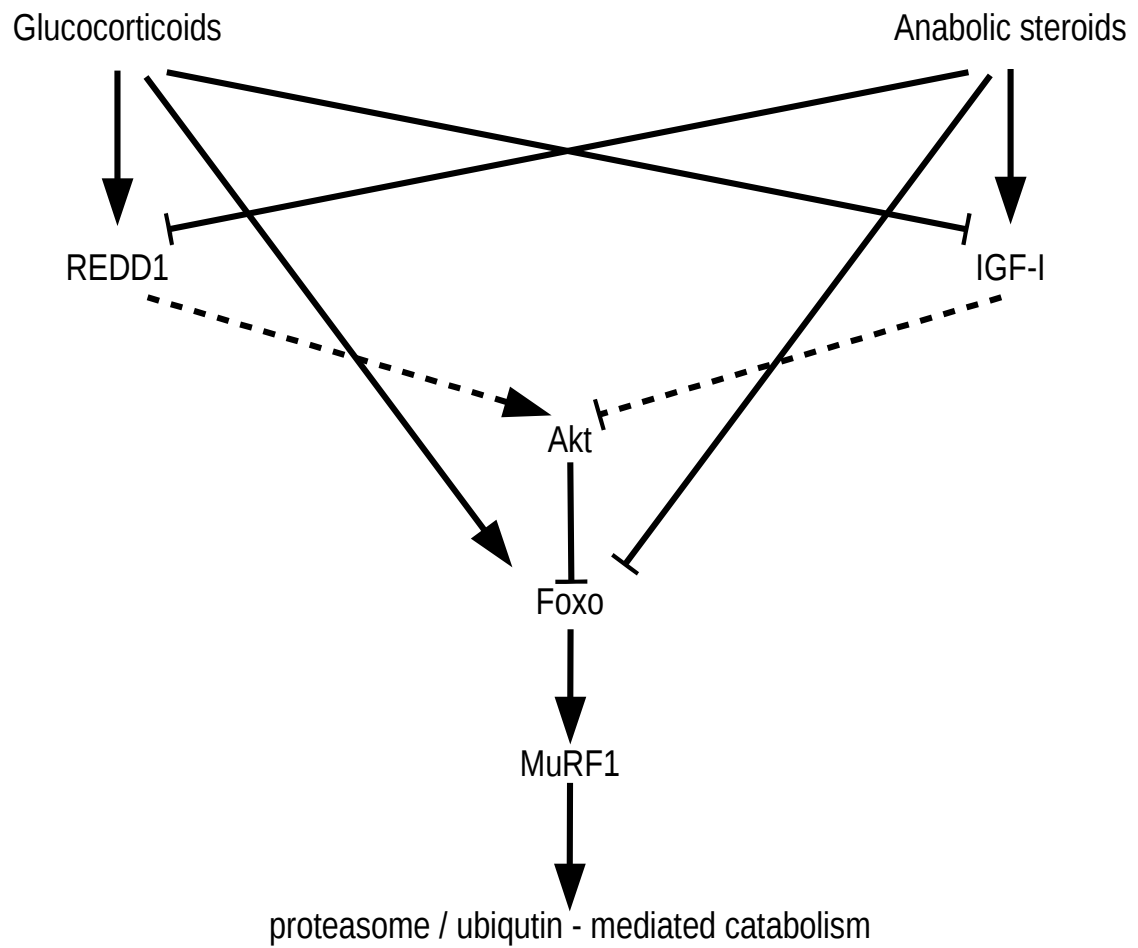 Glucocorticoids
Anabolic steroids
REDD1
IGF-I
Akt
Foxo
MuRF1
proteasome / ubiqutin - mediated catabolism